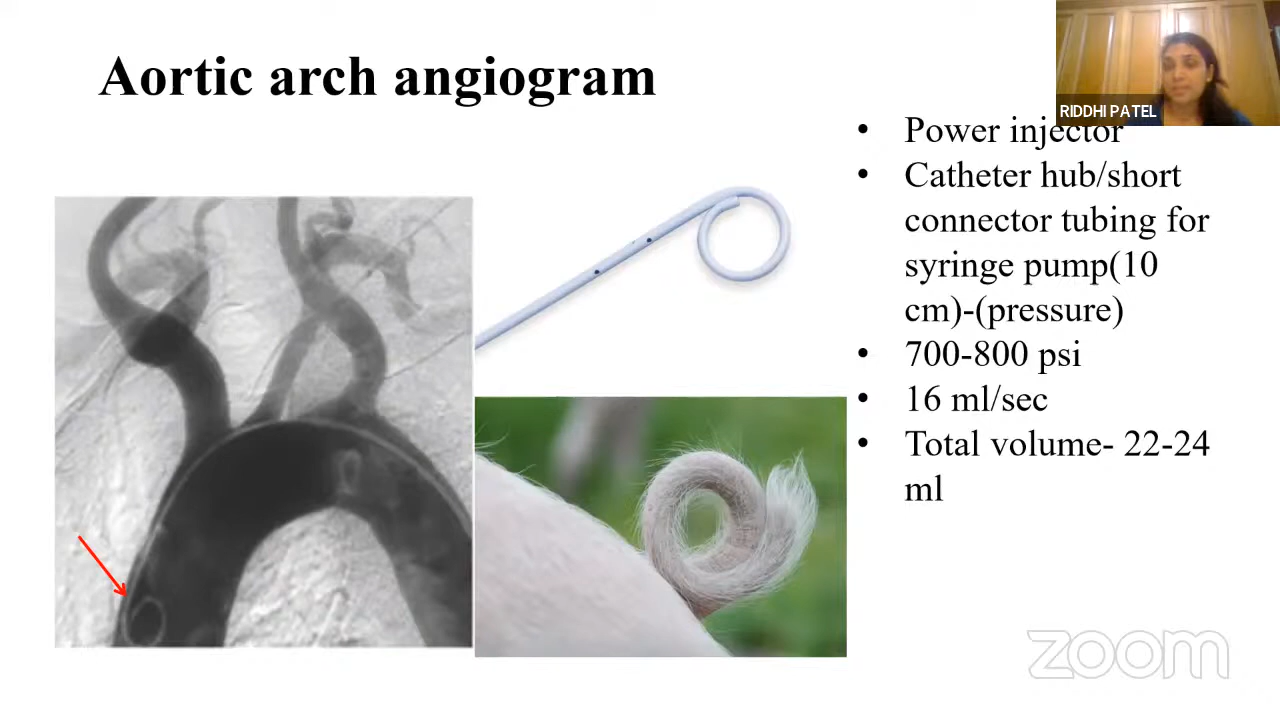 Aortic arch angiogram
RIDDHI PATEL
• Power injector
• Catheter hub/short
connector tubing for
syringe pump(10
cm)-(pressure)
• 700-800 psi
• 16 ml/sec
• Total volume- 22-24
ml
zoom